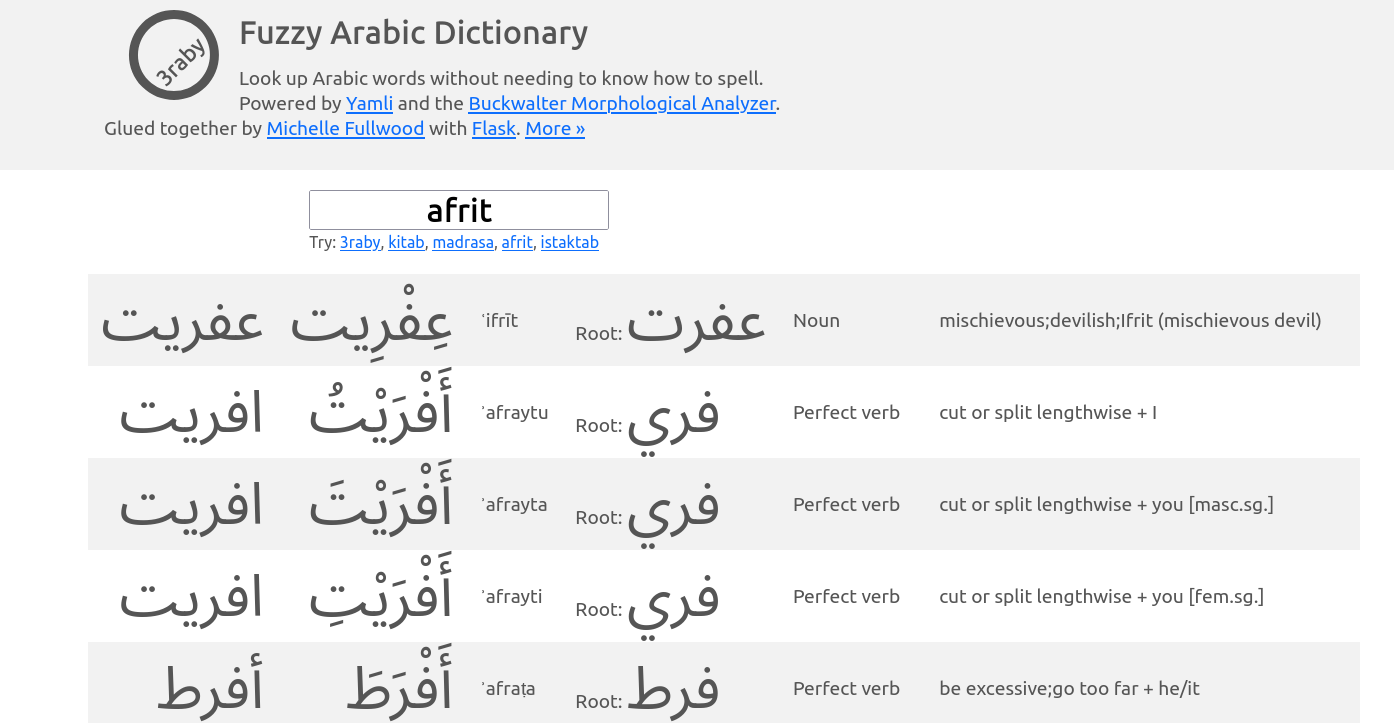 3raby
Fuzzy Arabic Dictionary
Look up Arabic words without needing to know how to spell.
Powered by Yamli and the Buckwalter Morphological Analyzer.
Glued together by Michelle Fullwood with Flask. More »
afrit
Try: 3raby, kitab, madrasa, afrit, istaktab
عفريت عِفْرِيت ʿifrīt Root: عفرت Noun mischievous;devilish;Ifrit (mischievous devil)
افريت أَفْرَيْتُ ʾafraytu Root: فري Perfect verb cut or split lengthwise + I
افريت أَفْرَيْتَ ʾafrayta Root: فري Perfect verb cut or split lengthwise + you [masc.sg.]
افريت أَفْرَيْتِ ʾafrayti Root: فري Perfect verb cut or split lengthwise + you [fem.sg.]
أفرط أَفْرَطَ ʾafraṭa Root: فرط Perfect verb be excessive;go too far + he/it